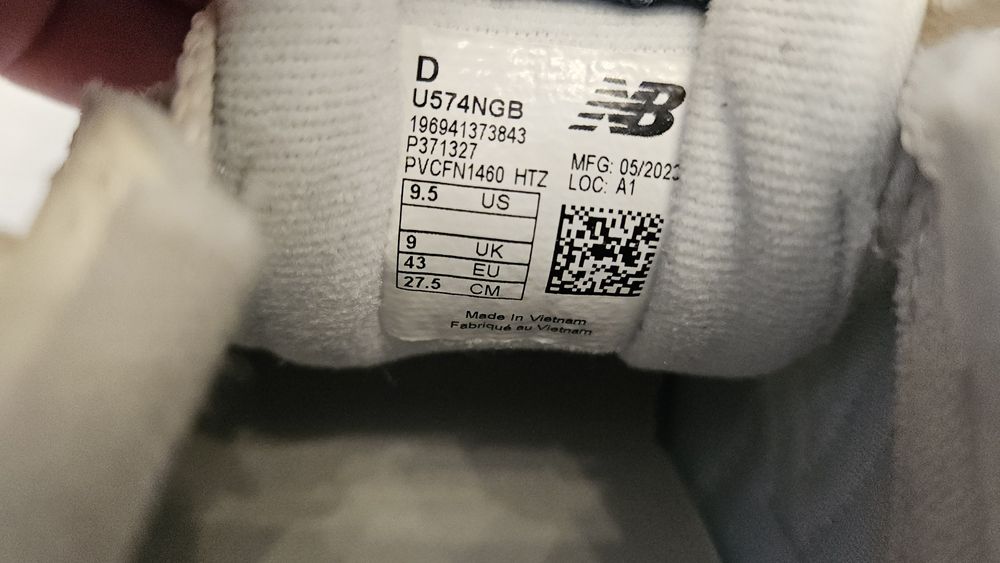 D
U574NGB
196941373843
P371327
PVCFN1460 HTZ
NB
MFG: 05/2023
LOC: A1
9.5 US
9 UK
43 EU
27.5 CM
Made In Vietnam
Fabriqué au Vietnam